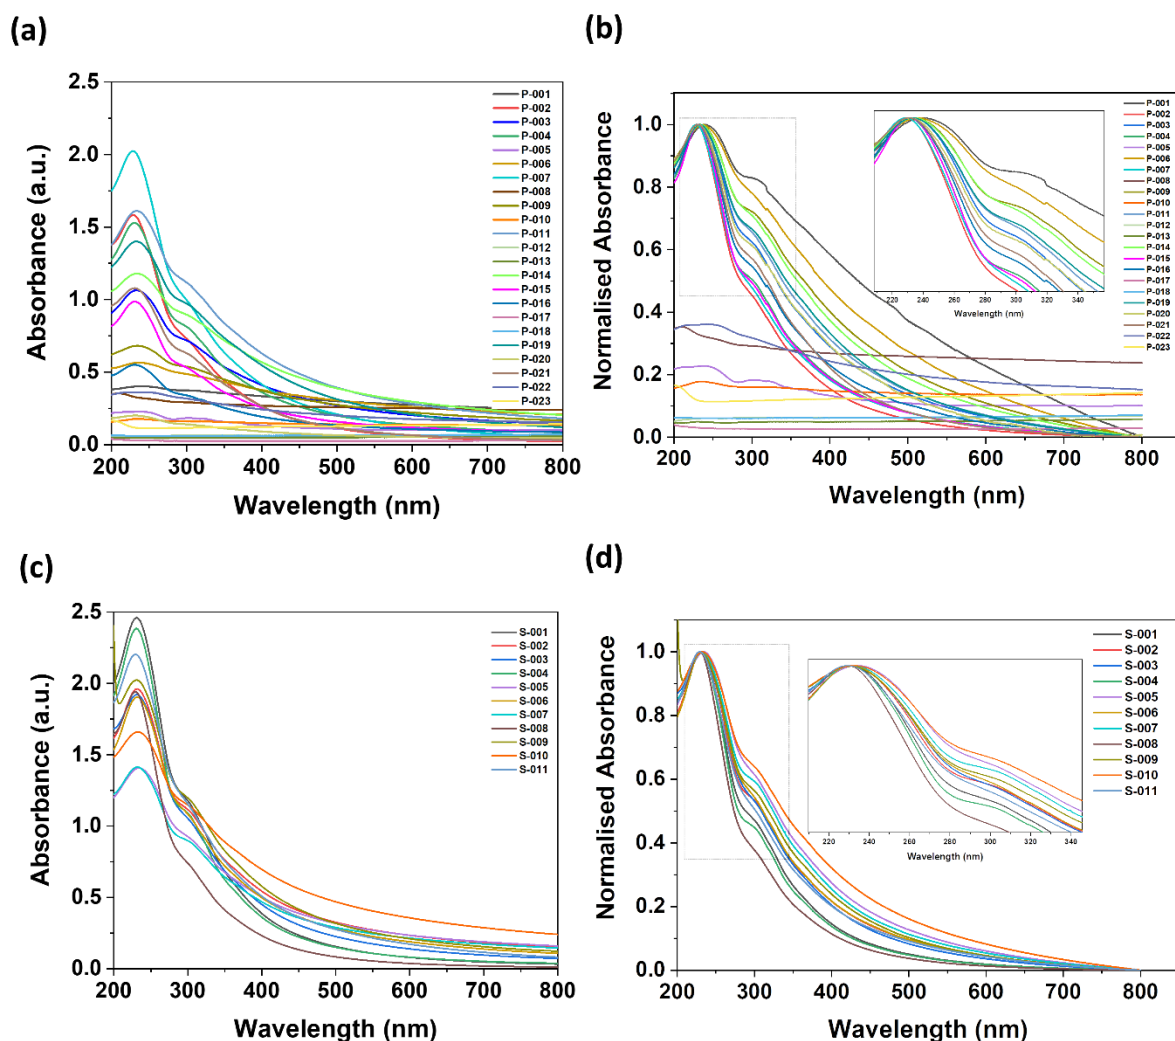 (a)
Absorbance (a.u.)
2.5
2.0
1.5
1.0
0.5
0.0
200 300 400 500 600 700 800
Wavelength (nm)
P-001
P-002
P-003
P-004
P-005
P-006
P-007
P-008
P-009
P-010
P-011
P-012
P-013
P-014
P-015
P-016
P-017
P-018
P-019
P-020
P-021
P-022
P-023
(b)
Normalised Absorbance
1.0
0.8
0.6
0.4
0.2
0.0
200 300 400 500 600 700 800
Wavelength (nm)
220 240 260 280 300 320 340
Wavelength (nm)
P-001
P-002
P-003
P-004
P-005
P-006
P-007
P-008
P-009
P-010
P-011
P-012
P-013
P-014
P-015
P-016
P-017
P-018
P-019
P-020
P-021
P-022
P-023
(c)
Absorbance (a.u.)
2.5
2.0
1.5
1.0
0.5
0.0
200 300 400 500 600 700 800
Wavelength (nm)
S-001
S-002
S-003
S-004
S-005
S-006
S-007
S-008
S-009
S-010
S-011
(d)
Normalised Absorbance
1.0
0.8
0.6
0.4
0.2
0.0
200 300 400 500 600 700 800
Wavelength (nm)
220 240 260 280 300 320 340
Wavelength (nm)
S-001
S-002
S-003
S-004
S-005
S-006
S-007
S-008
S-009
S-010
S-011